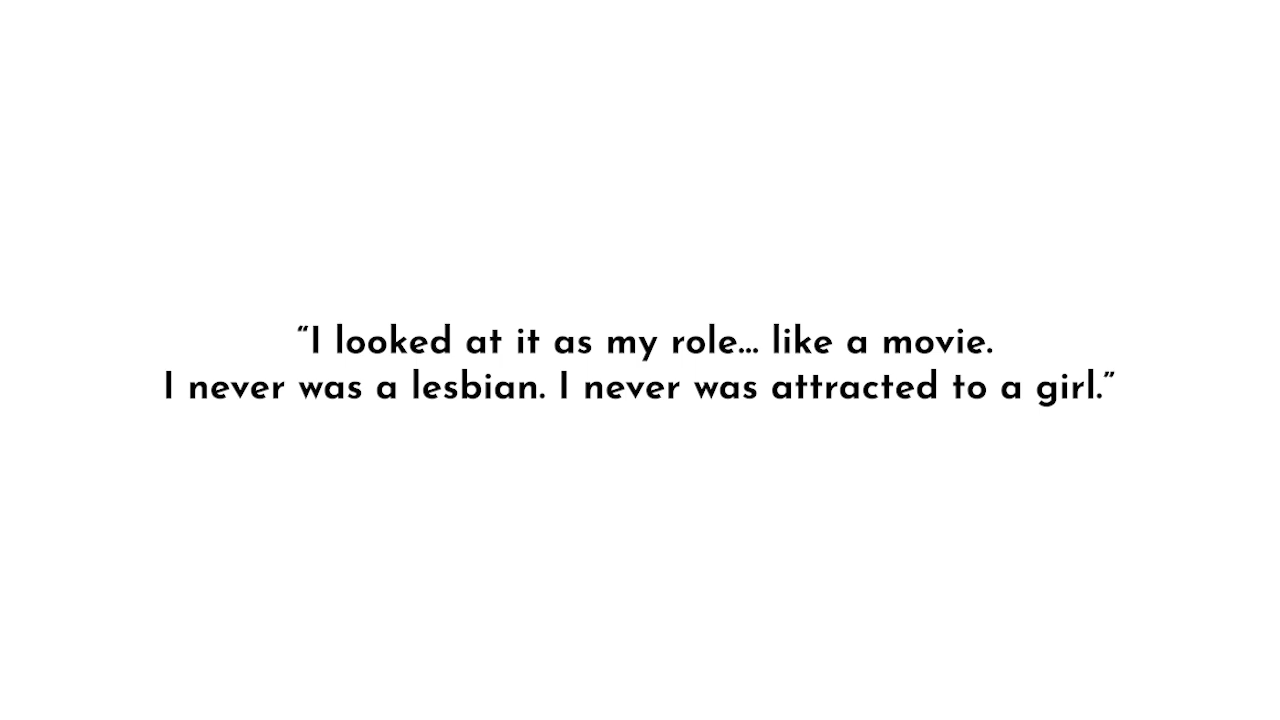 “I looked at it as my role... like a movie.
I never was a lesbian. I never was attracted to a girl.”